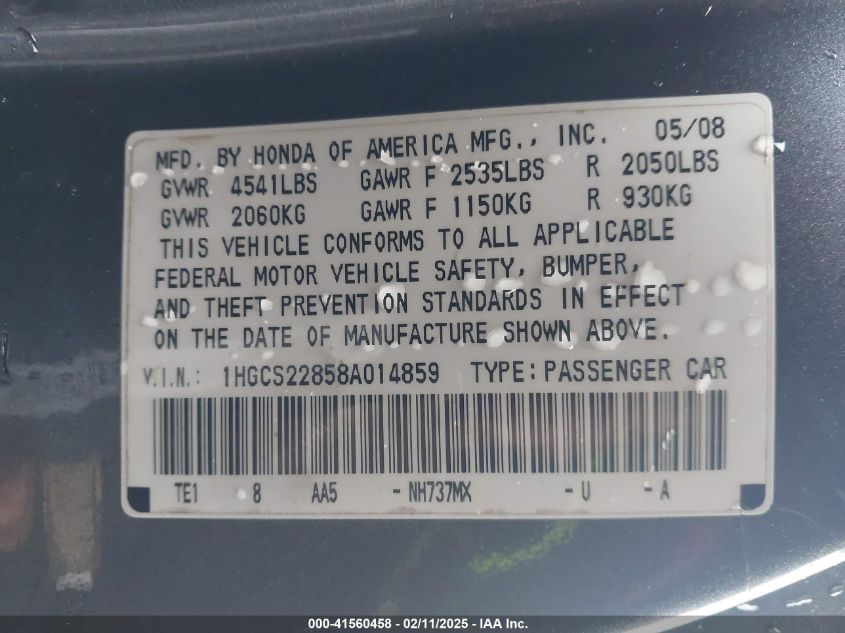 MFD. BY HONDA OF AMERICA MFG., INC. 05/08
GVWR 4541LBS GAWR F 2535LBS R 2050LBS
GVWR 2060KG GAWR F 1150KG R 930KG
THIS VEHICLE CONFORMS TO ALL APPLICABLE
FEDERAL MOTOR VEHICLE SAFETY, BUMPER,
AND THEFT PREVENTION STANDARDS IN EFFECT
ON THE DATE OF MANUFACTURE SHOWN ABOVE.
V.I.N.: 1HGCS22858A014859 TYPE: PASSENGER CAR
TE1 8 AA5 - NH737MX - U - A
000-41560458 - 02/11/2025 - IAA Inc.